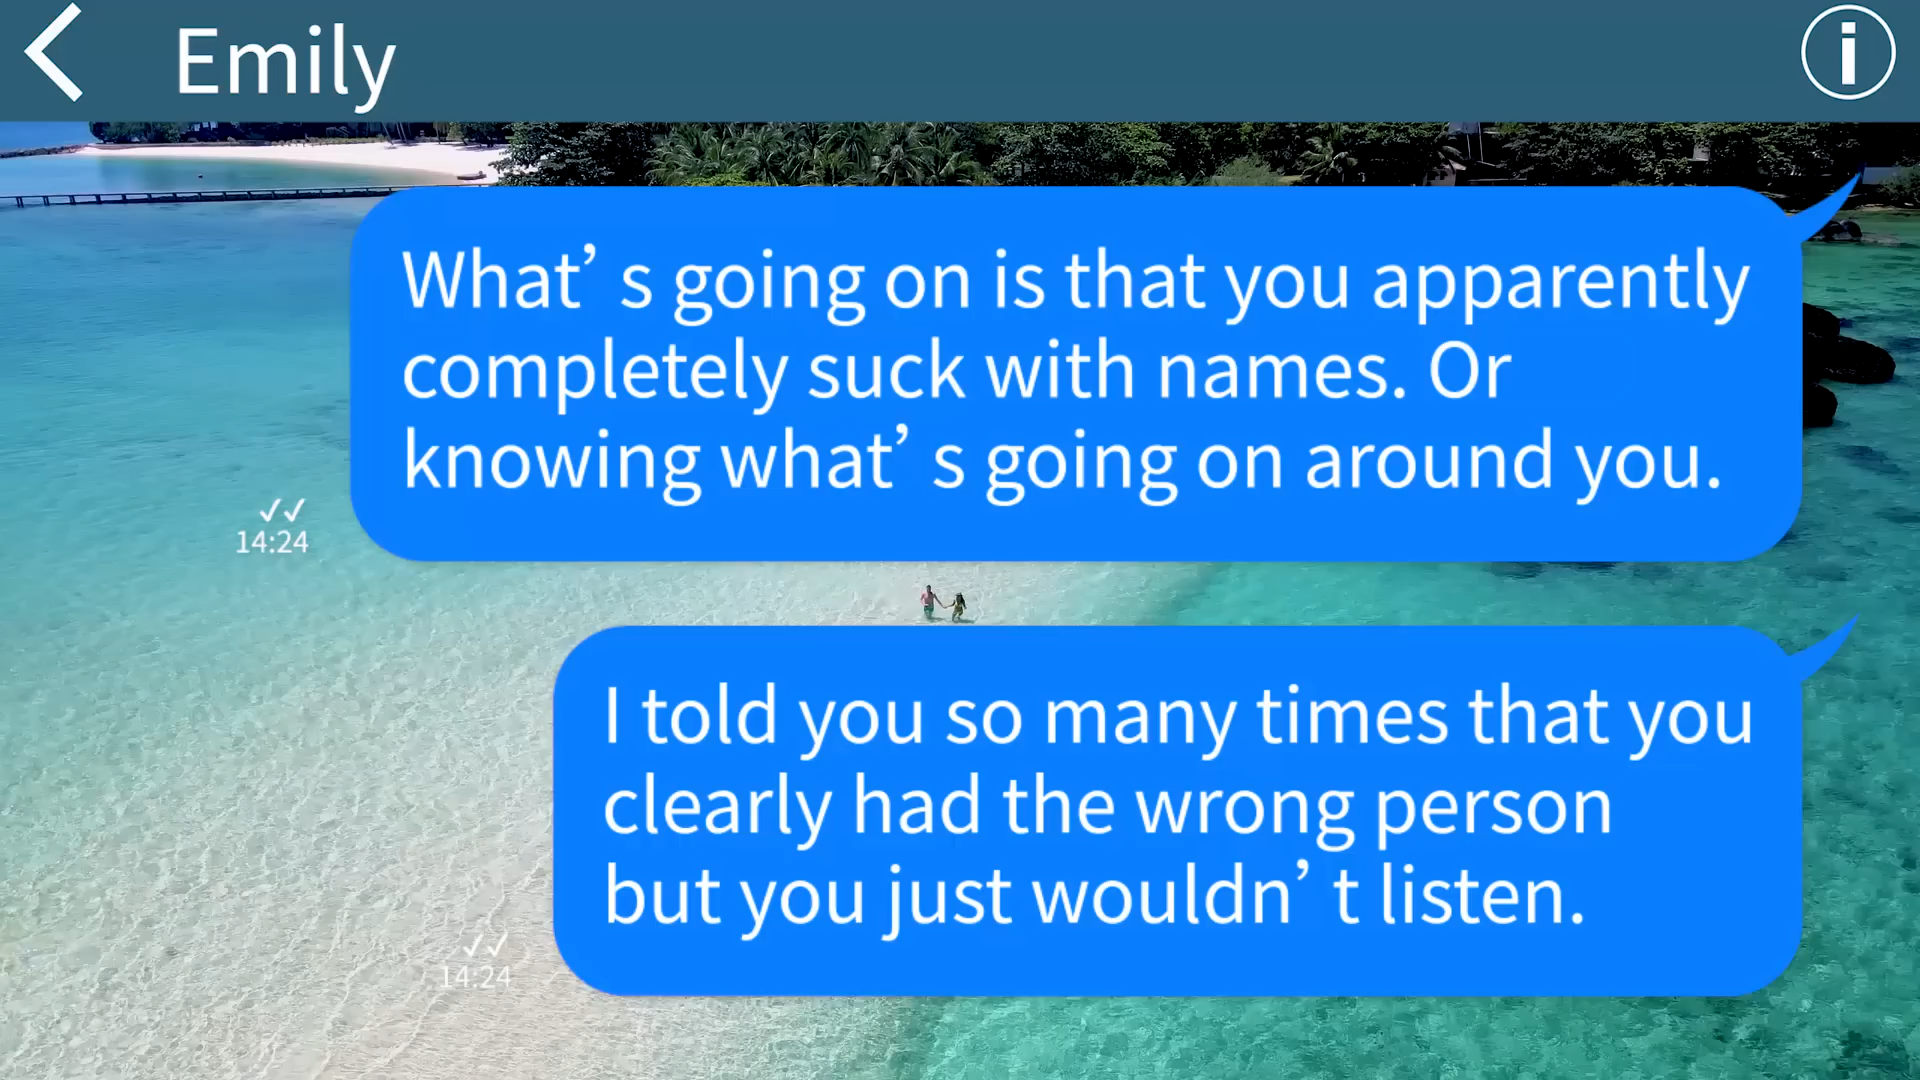 Emily
What’s going on is that you apparently
completely suck with names. Or
knowing what’s going on around you.
14:24
I told you so many times that you
clearly had the wrong person
but you just wouldn’t listen.
14:24